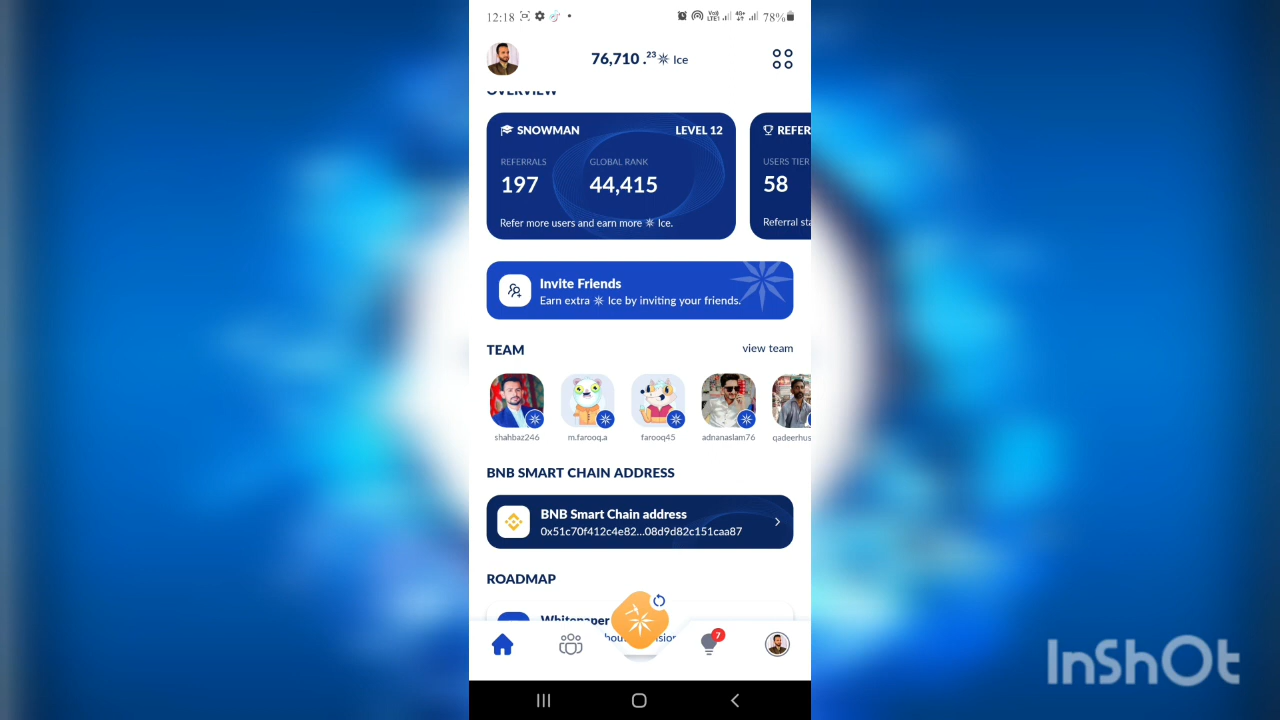 12:18
VoLTE1 4G+ 78%
76,710 .23 Ice
OVERVIEW
SNOWMAN LEVEL 12
REFERRALS GLOBAL RANK
197 44,415
Refer more users and earn more Ice.
REFER
USERS TIER
58
Referral sta
Invite Friends
Earn extra Ice by inviting your friends.
TEAM view team
shahbaz246 m.farooq.a farooq45 adnanaslam76 qadeerhus
BNB SMART CHAIN ADDRESS
BNB Smart Chain address
0x51c70f412c4e82...08d9d82c151caa87
ROADMAP
Whitepaper
7
InShOt